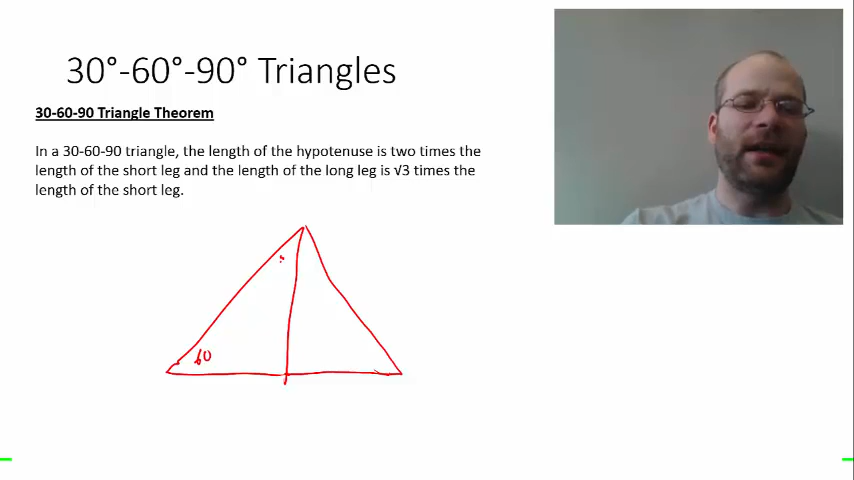 30°-60°-90° Triangles
30-60-90 Triangle Theorem
In a 30-60-90 triangle, the length of the hypotenuse is two times the
length of the short leg and the length of the long leg is √3 times the
length of the short leg.
60